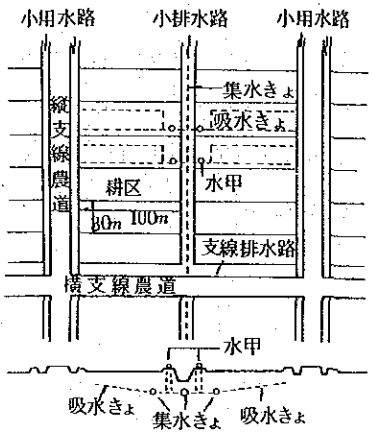 小用水路
小排水路
小用水路
集水きょ
吸水きょ
縦支線農道
水甲
耕区
100m
30m
支線排水路
横支線農道
水甲
吸水きょ
集水きょ
吸水きょ